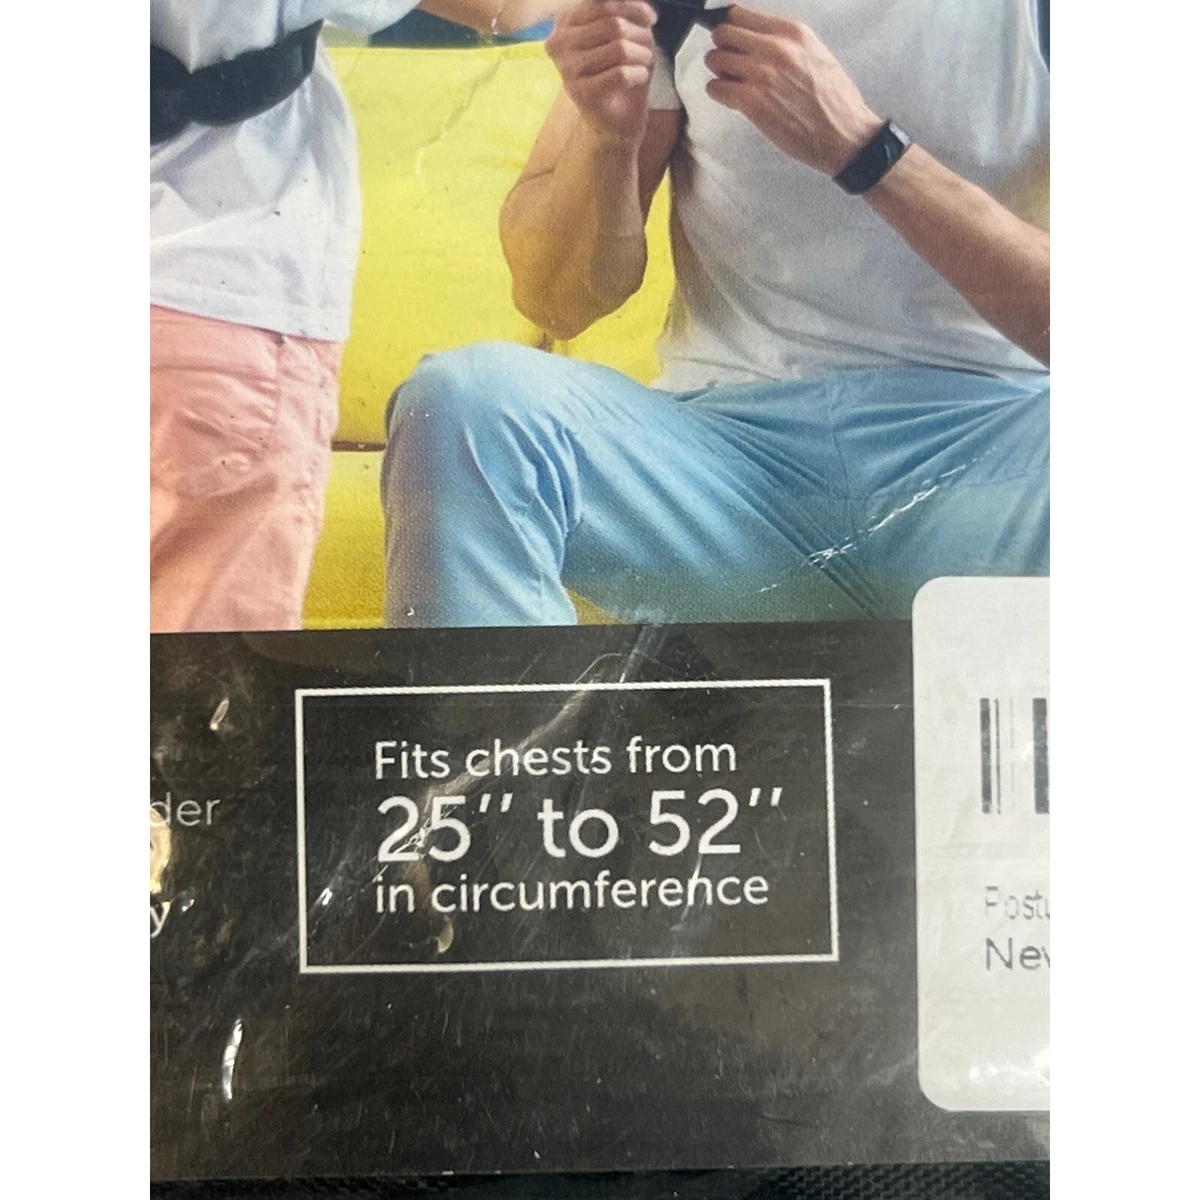 Fits chests from
25" to 52"
in circumference
der
y
Postu
New